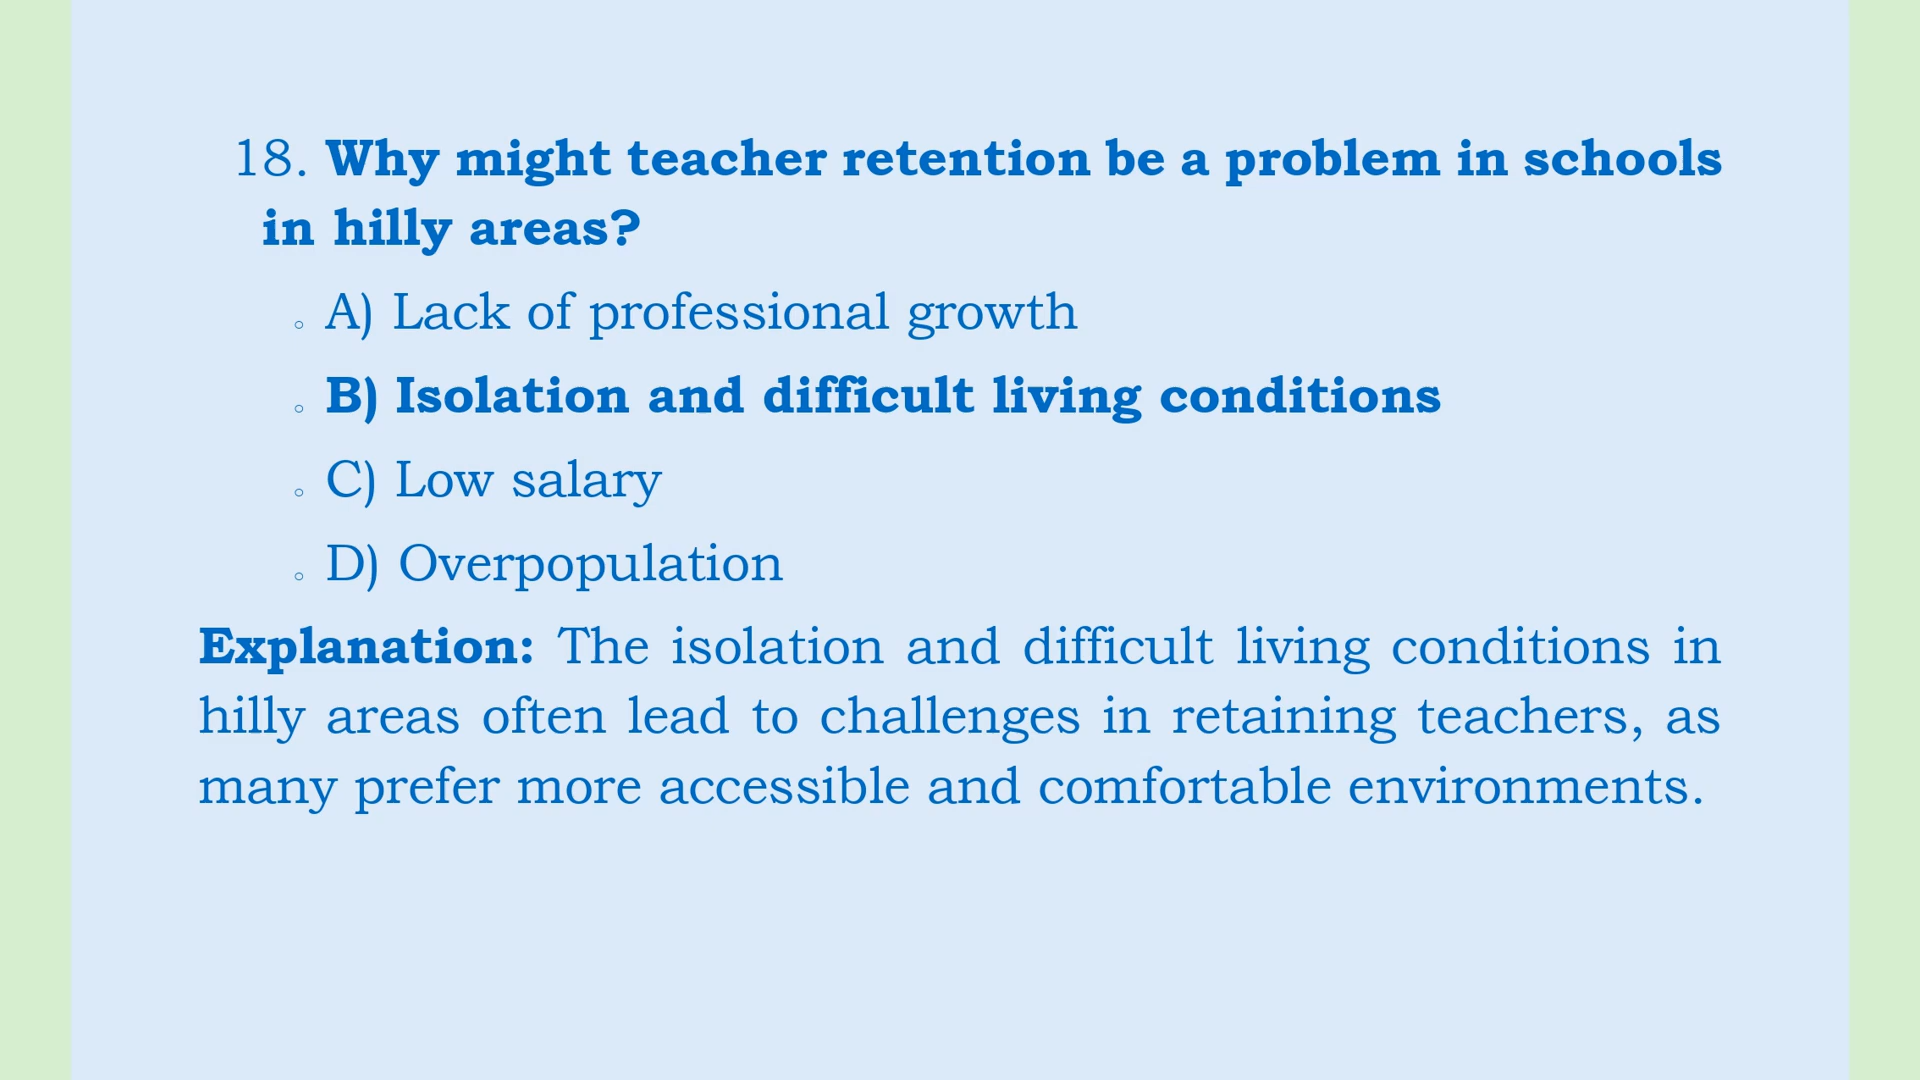 18. Why might teacher retention be a problem in schools
in hilly areas?
○ A) Lack of professional growth
○ B) Isolation and difficult living conditions
○ C) Low salary
○ D) Overpopulation
Explanation: The isolation and difficult living conditions in
hilly areas often lead to challenges in retaining teachers, as
many prefer more accessible and comfortable environments.